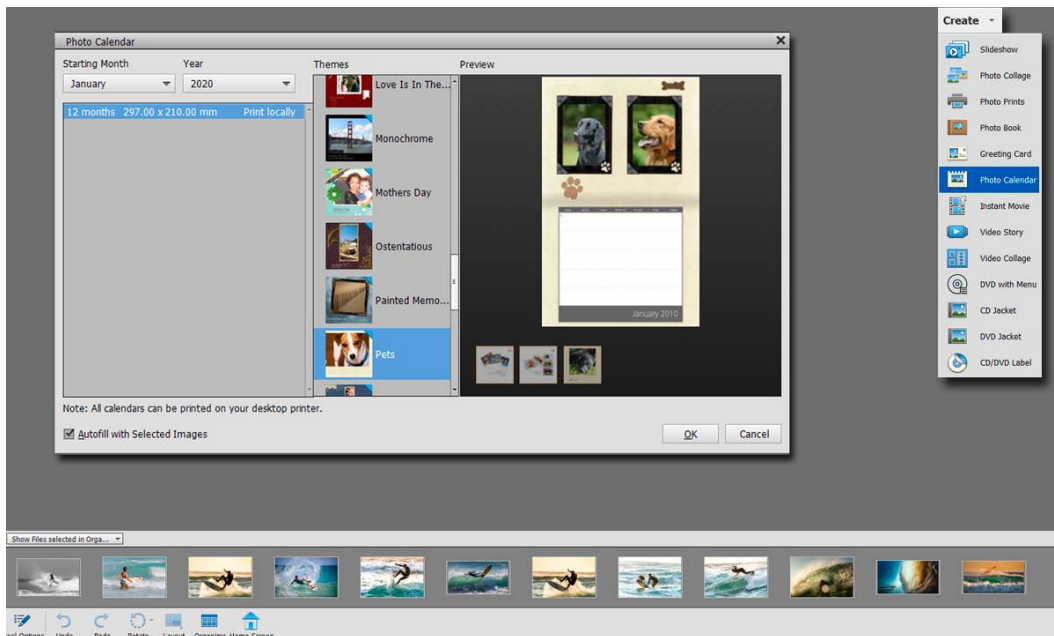 Create
Photo Calendar
Starting Month
Year
Themes
Preview
January
2020
12 months 297.00 x 210.00 mm Print locally
Love Is In The...
Monochrome
Mothers Day
Ostentatious
Painted Memo...
Pets
January 2010
Note: All calendars can be printed on your desktop printer.
Autofill with Selected Images
OK
Cancel
Slideshow
Photo Collage
Photo Prints
Photo Book
Greeting Card
Photo Calendar
Instant Movie
Video Story
Video Collage
DVD with Menu
CD Jacket
DVD Jacket
CD/DVD Label
Show Files selected in Orga...
Undo Redo Rotate Layout Organizer Home Screen